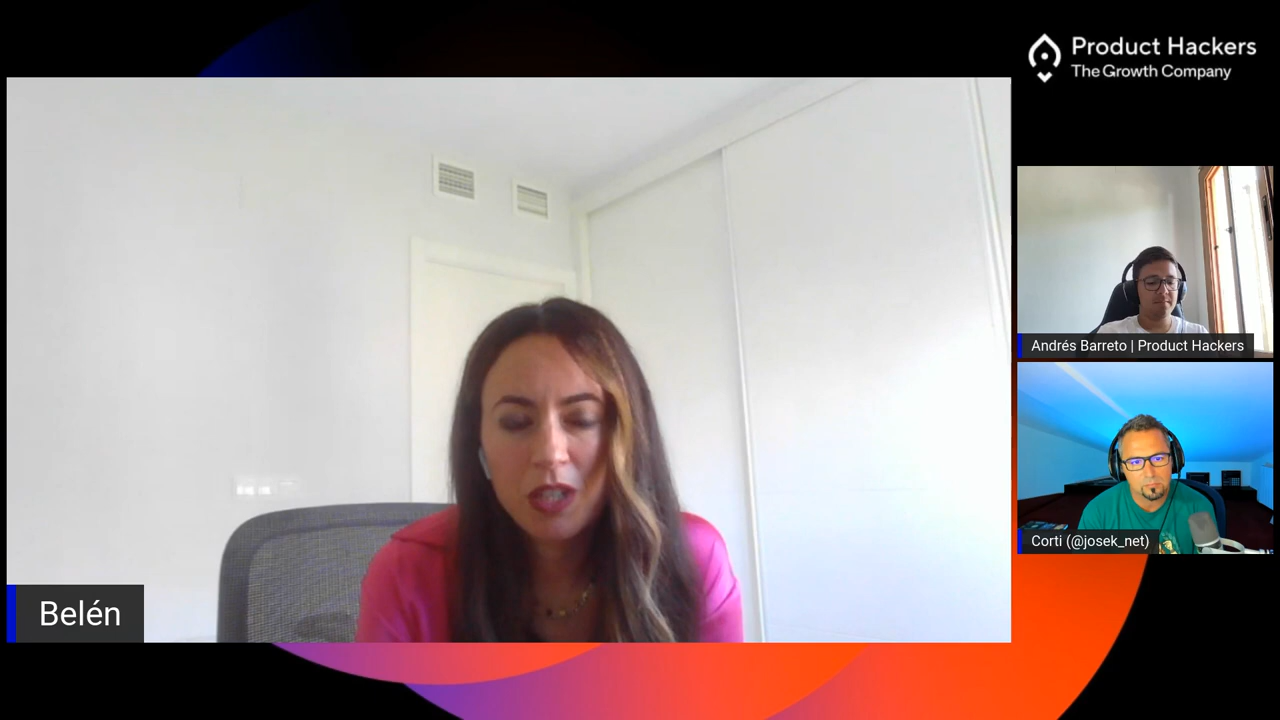 Product Hackers
The Growth Company
Andrés Barreto | Product Hackers
Corti (@josek_net)
Belén